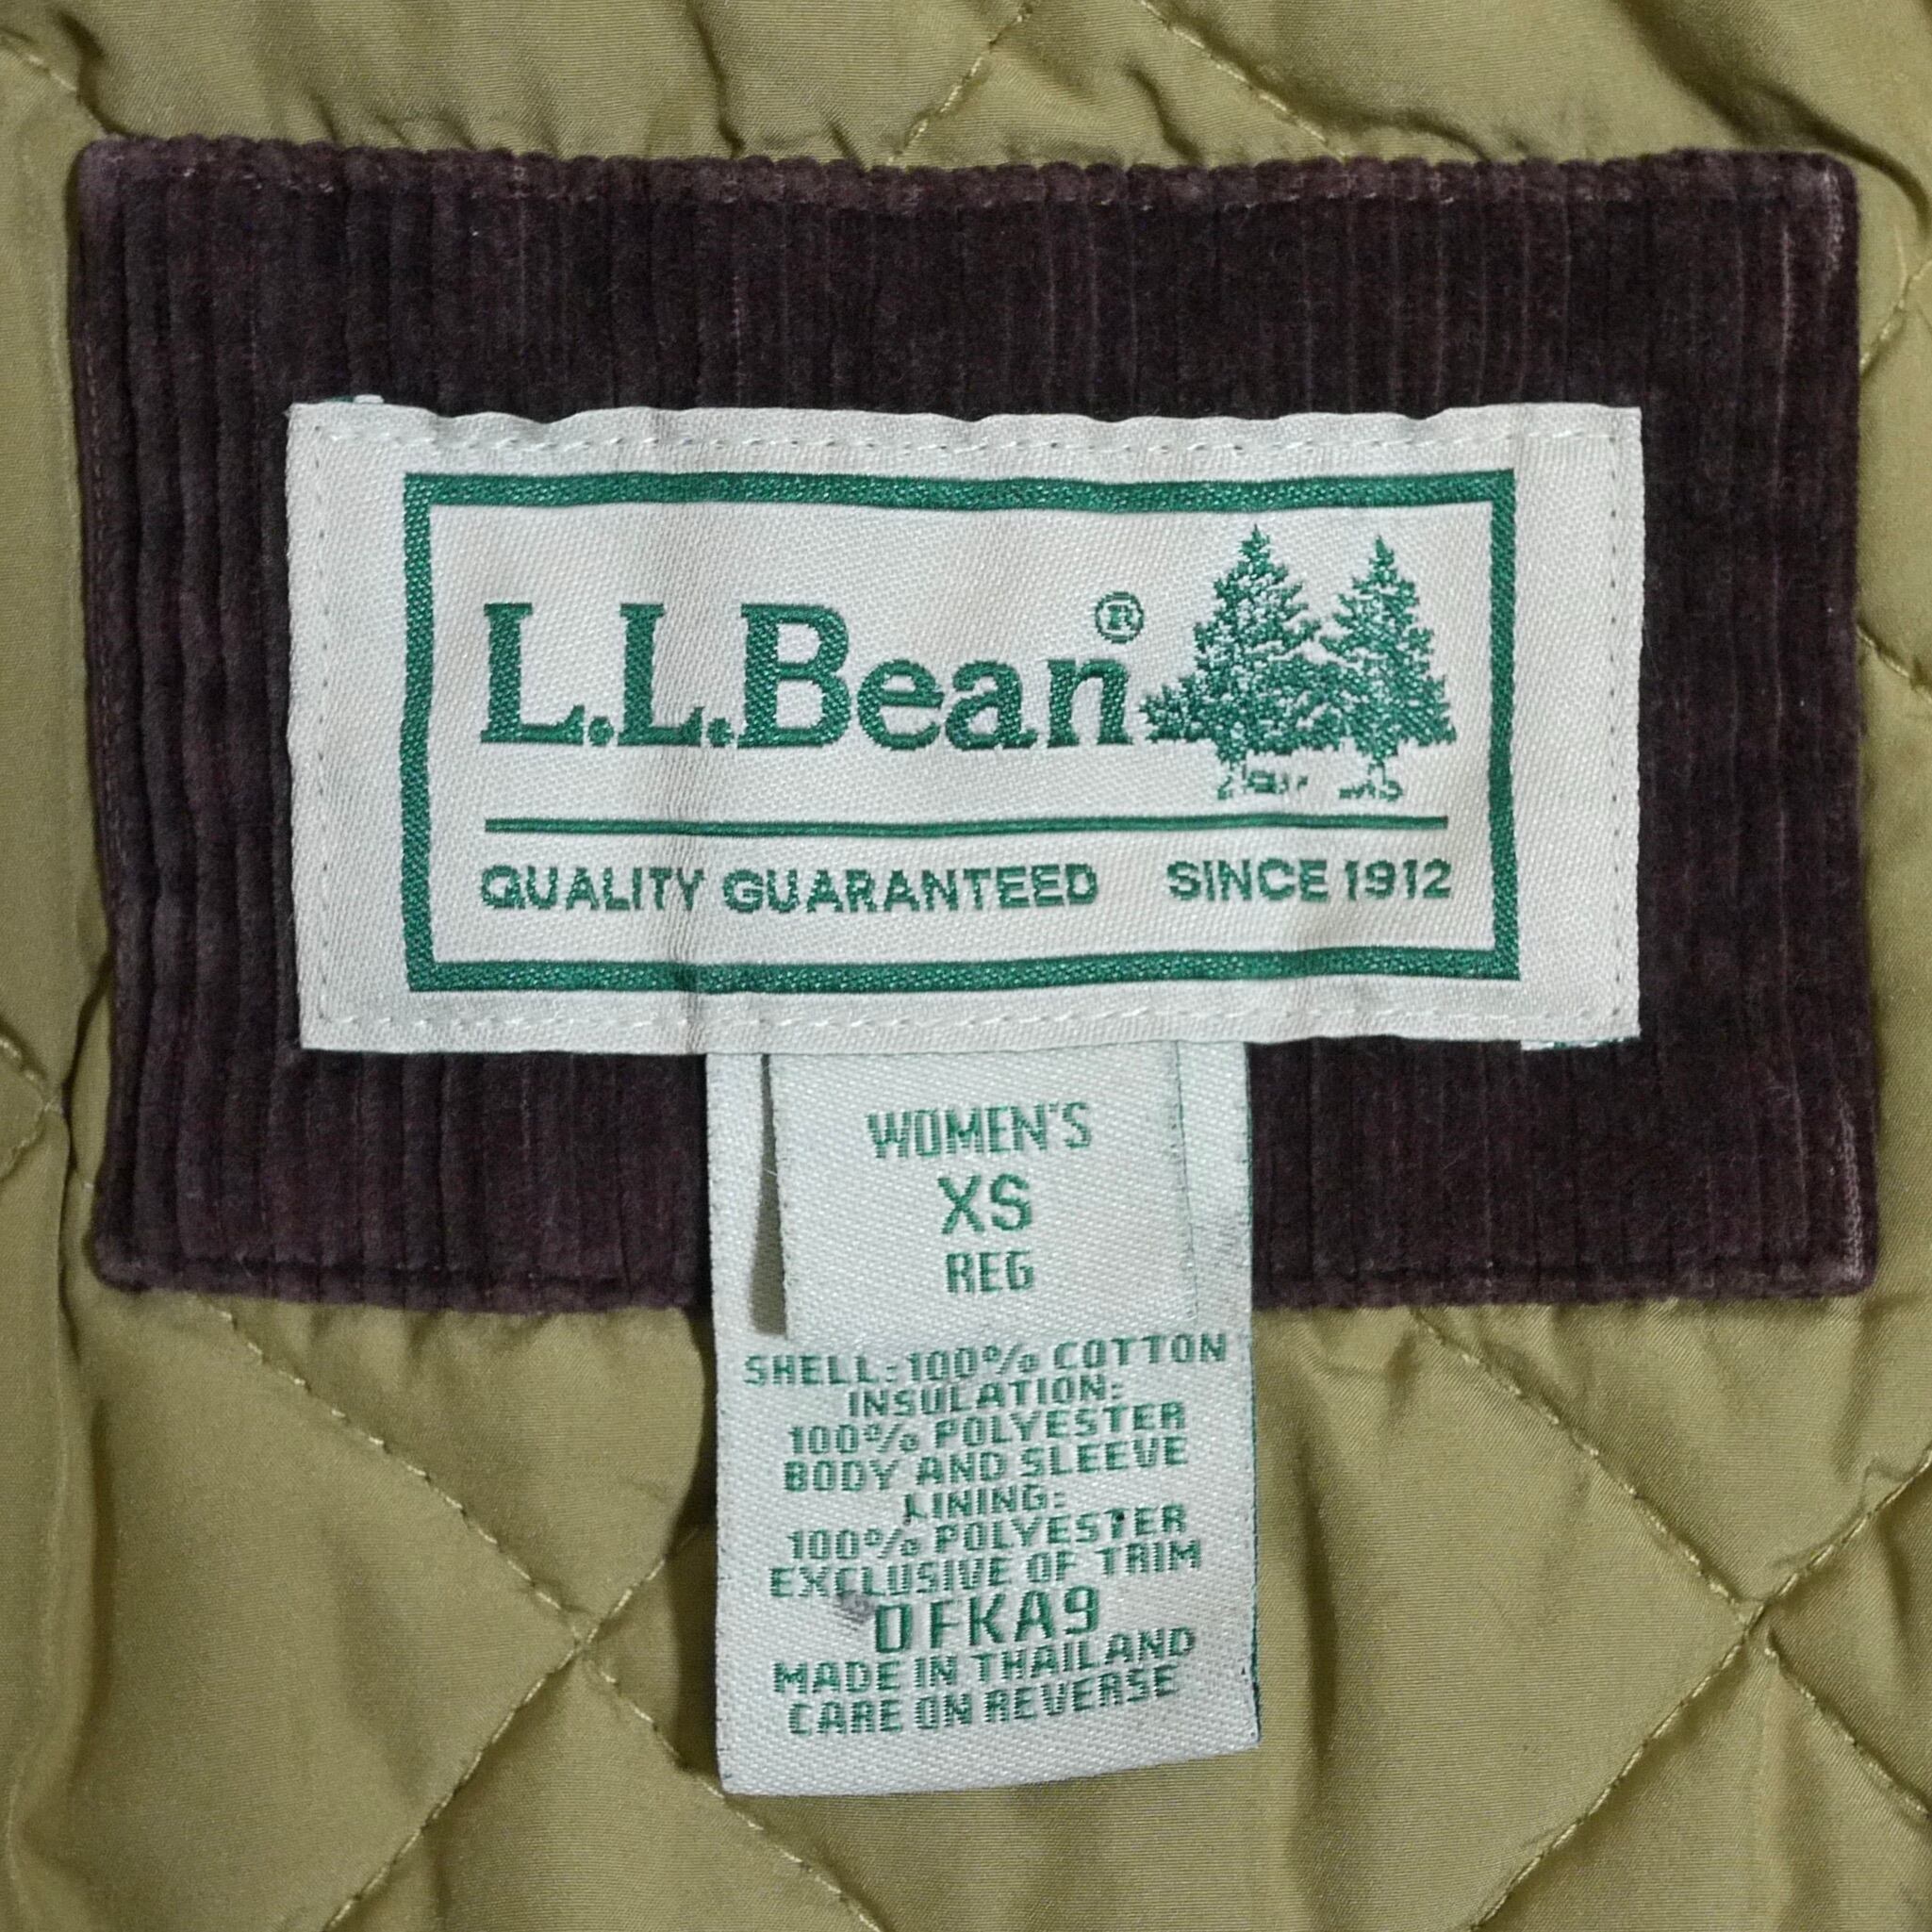 L.L.Bean®
QUALITY GUARANTEED SINCE 1912
WOMEN'S
XS
REG
SHELL:100% COTTON
INSULATION:
100% POLYESTER
BODY AND SLEEVE
LINING:
100% POLYESTER
EXCLUSIVE OF TRIM
0FKA9
MADE IN THAILAND
CARE ON REVERSE